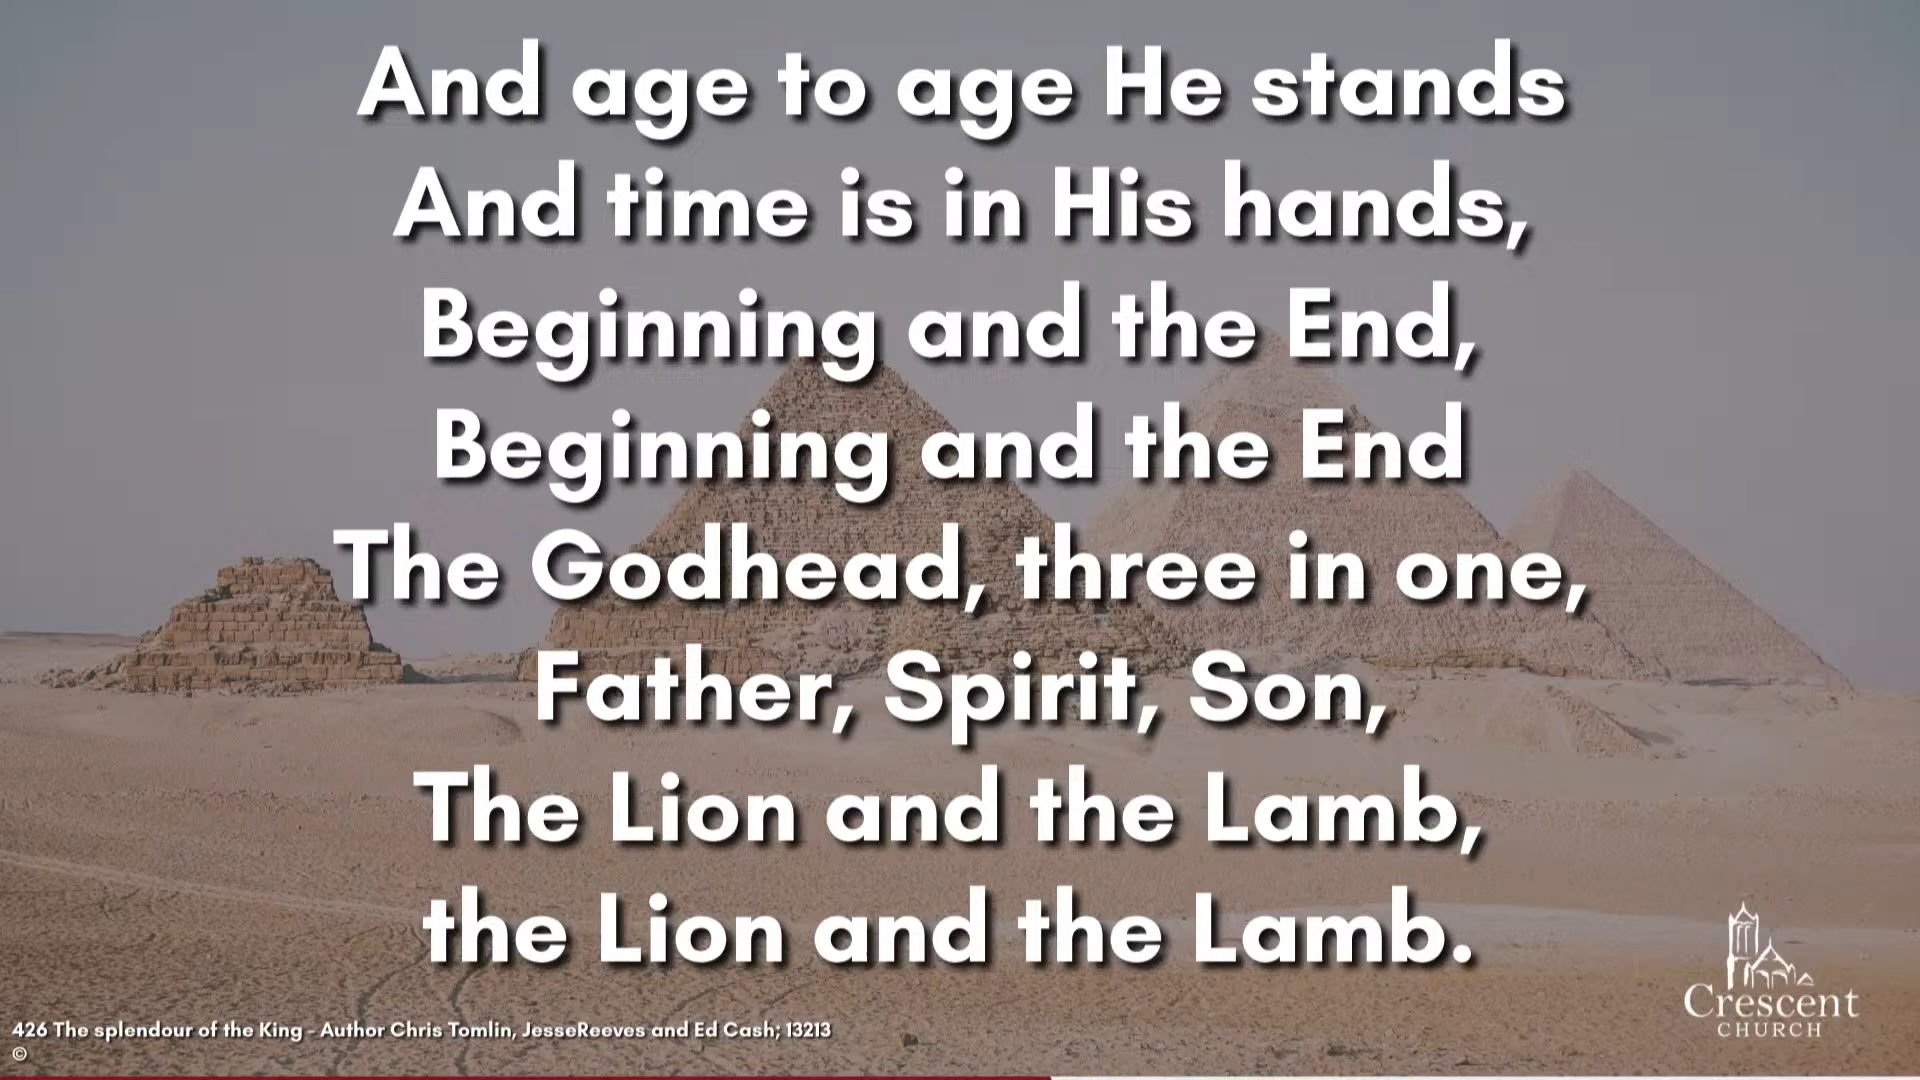 And age to age He stands
And time is in His hands,
Beginning and the End,
Beginning and the End
The Godhead, three in one,
Father, Spirit, Son,
The Lion and the Lamb,
the Lion and the Lamb.
426 The splendour of the King - Author Chris Tomlin, JesseReeves and Ed Cash; 13213
©
Crescent
CHURCH